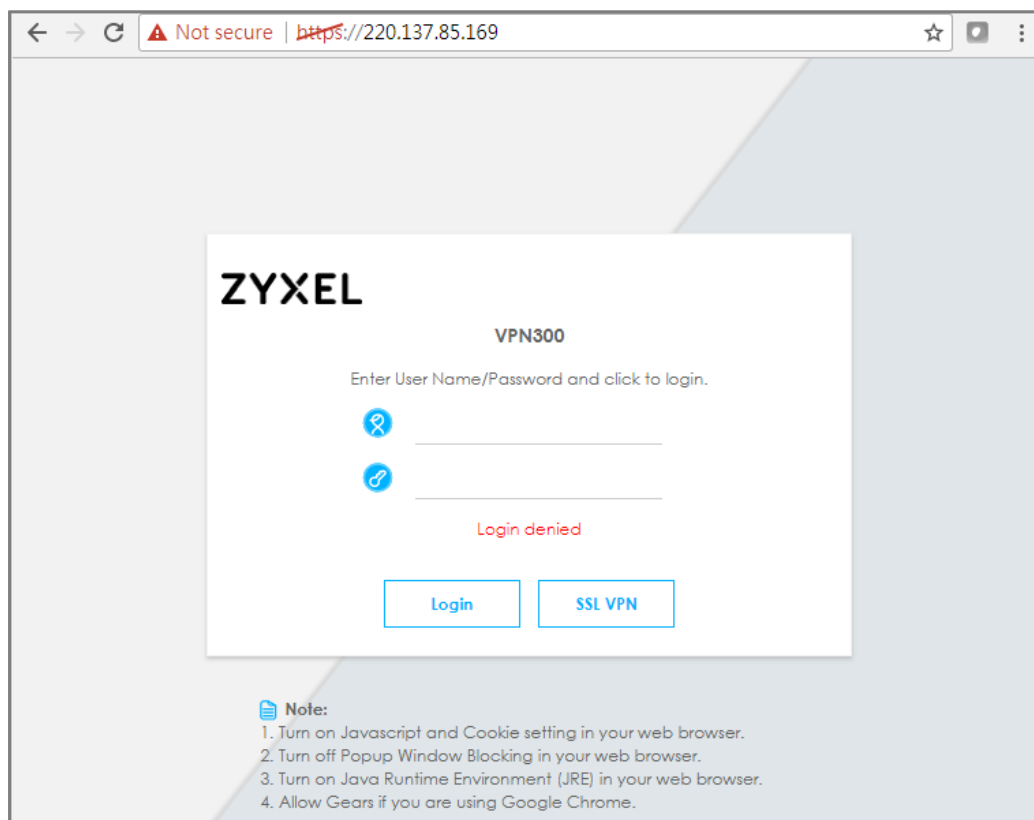 Not secure | https://220.137.85.169
ZYXEL
VPN300
Enter User Name/Password and click to login.
Login denied
Login SSL VPN
Note:
1. Turn on Javascript and Cookie setting in your web browser.
2. Turn off Popup Window Blocking in your web browser.
3. Turn on Java Runtime Environment (JRE) in your web browser.
4. Allow Gears if you are using Google Chrome.